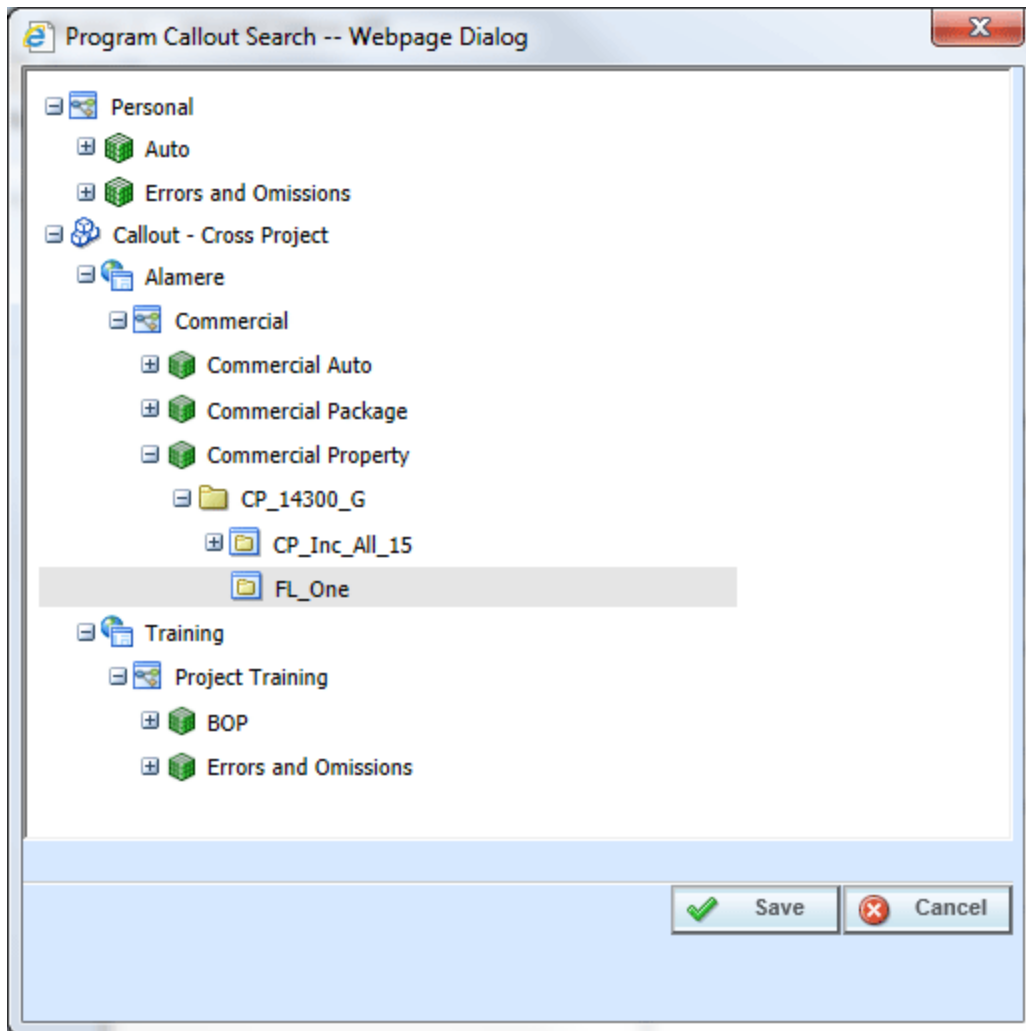 Program Callout Search -- Webpage Dialog
Personal
Auto
Errors and Omissions
Callout - Cross Project
Alamere
Commercial
Commercial Auto
Commercial Package
Commercial Property
CP_14300_G
CP_Inc_All_15
FL_One
Training
Project Training
BOP
Errors and Omissions
Save Cancel